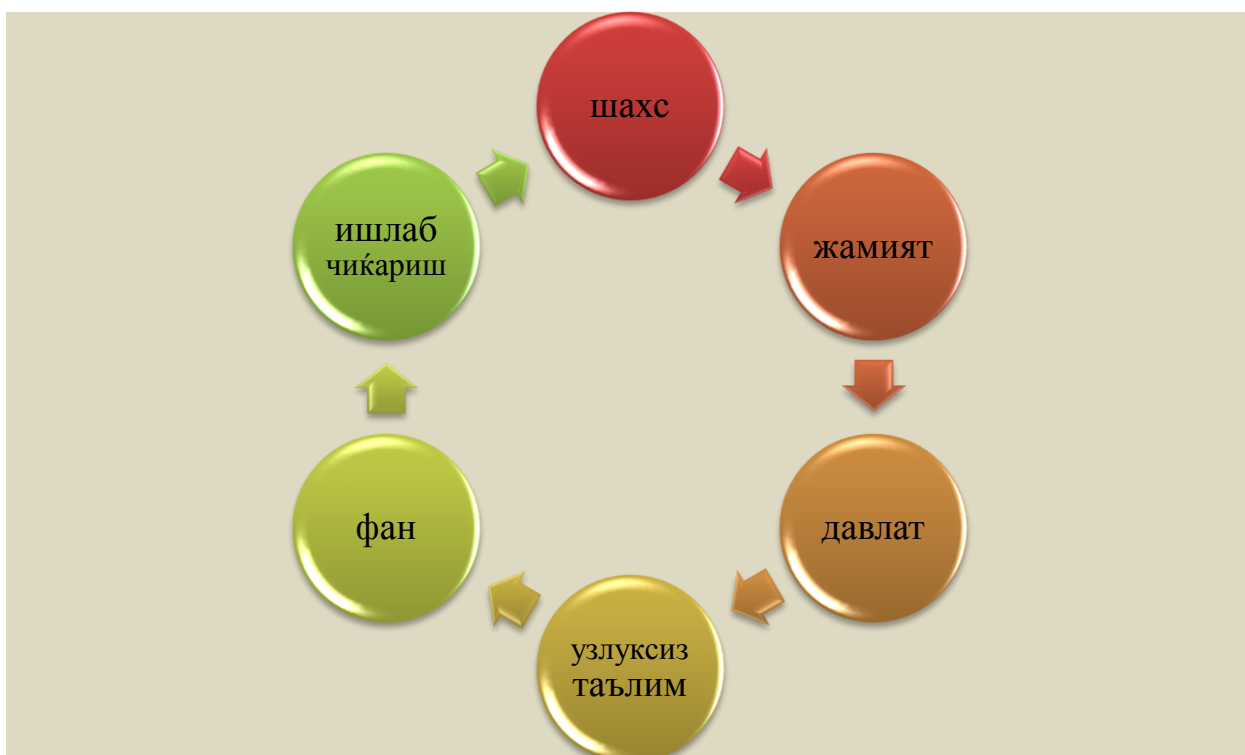 шахс
жамият
давлат
узлуксиз
таълим
фан
ишлаб
чиќариш